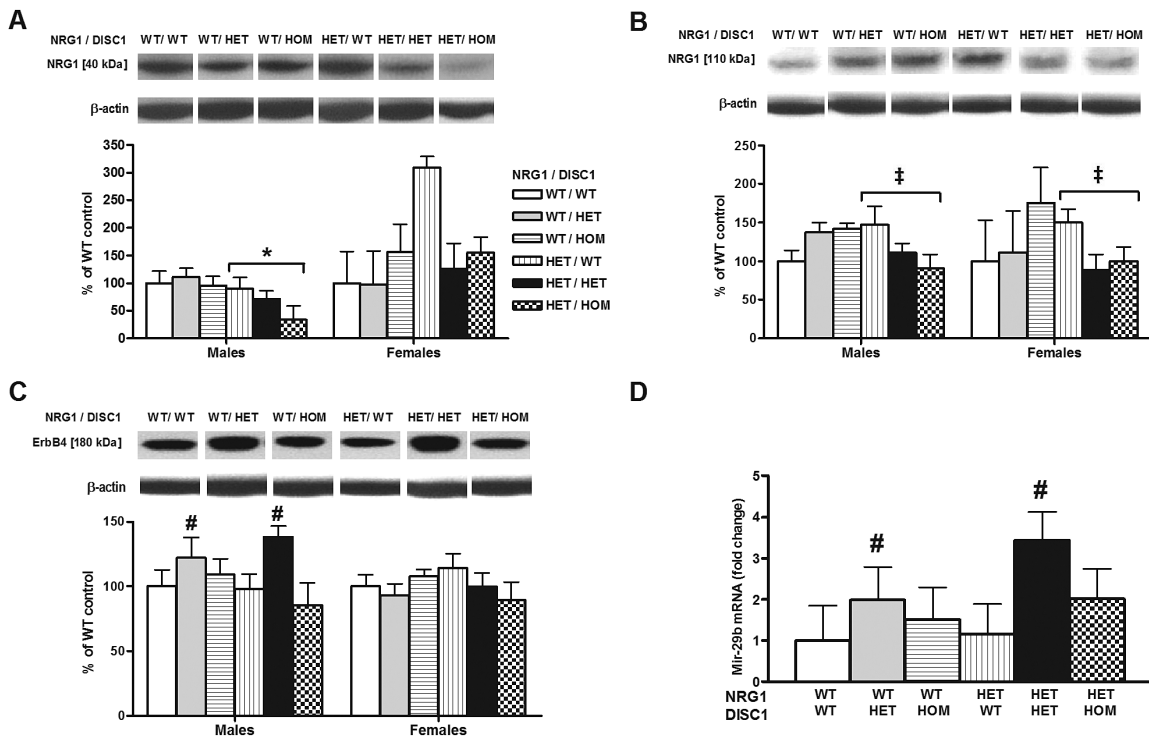 A
NRG1 / DISC1 WT/ WT WT/ HET WT/ HOM HET/ WT HET/ HET HET/ HOM
NRG1 [40 kDa]
β-actin
% of WT control
350
300
250
200
150
100
50
0
*
Males Females
NRG1 / DISC1
WT / WT
WT / HET
WT / HOM
HET / WT
HET / HET
HET / HOM
B
NRG1 / DISC1 WT/ WT WT/ HET WT/ HOM HET/ WT HET/ HET HET/ HOM
NRG1 [110 kDa]
β-actin
% of WT control
250
200
150
100
50
0
‡ ‡
Males Females
C
NRG1 / DISC1 WT/ WT WT/ HET WT/ HOM HET/ WT HET/ HET HET/ HOM
ErbB4 [180 kDa]
β-actin
% of WT control
150
100
50
0
# #
Males Females
D
Mir-29b mRNA (fold change)
5
4
3
2
1
0
# #
NRG1 WT WT WT HET HET HET
DISC1 WT HET HOM WT HET HOM